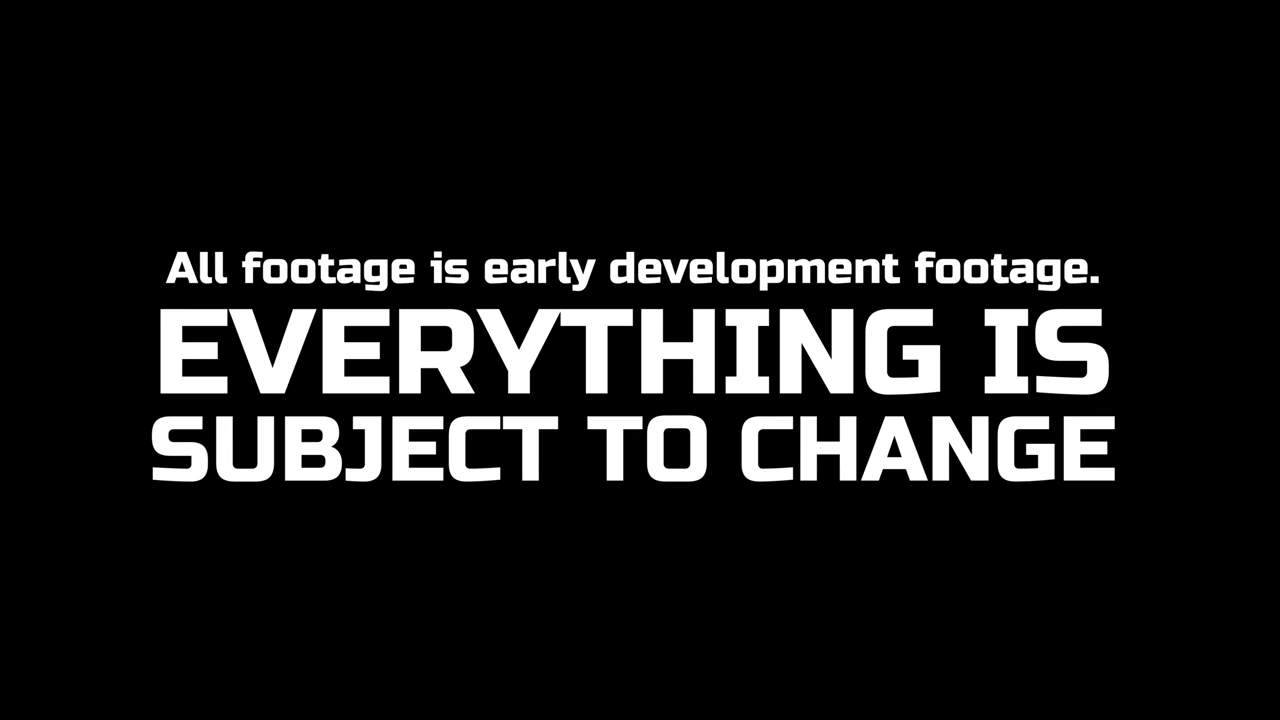 All footage is early development footage.
EVERYTHING IS
SUBJECT TO CHANGE